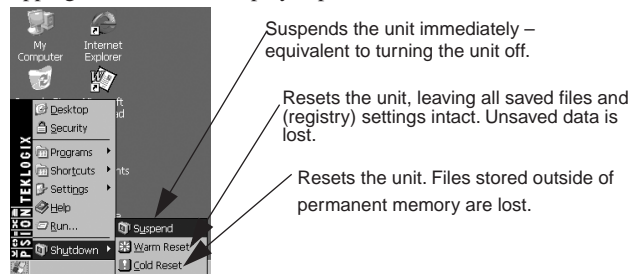 Suspends the unit immediately –
equivalent to turning the unit off.
Resets the unit, leaving all saved files and
(registry) settings intact. Unsaved data is
lost.
Resets the unit. Files stored outside of
permanent memory are lost.
My
Computer
Internet
Explorer
Desktop
Security
Programs
Shortcuts
Settings
Help
Run...
Shutdown
PSION TEKLOGIX
Suspend
Warm Reset
Cold Reset